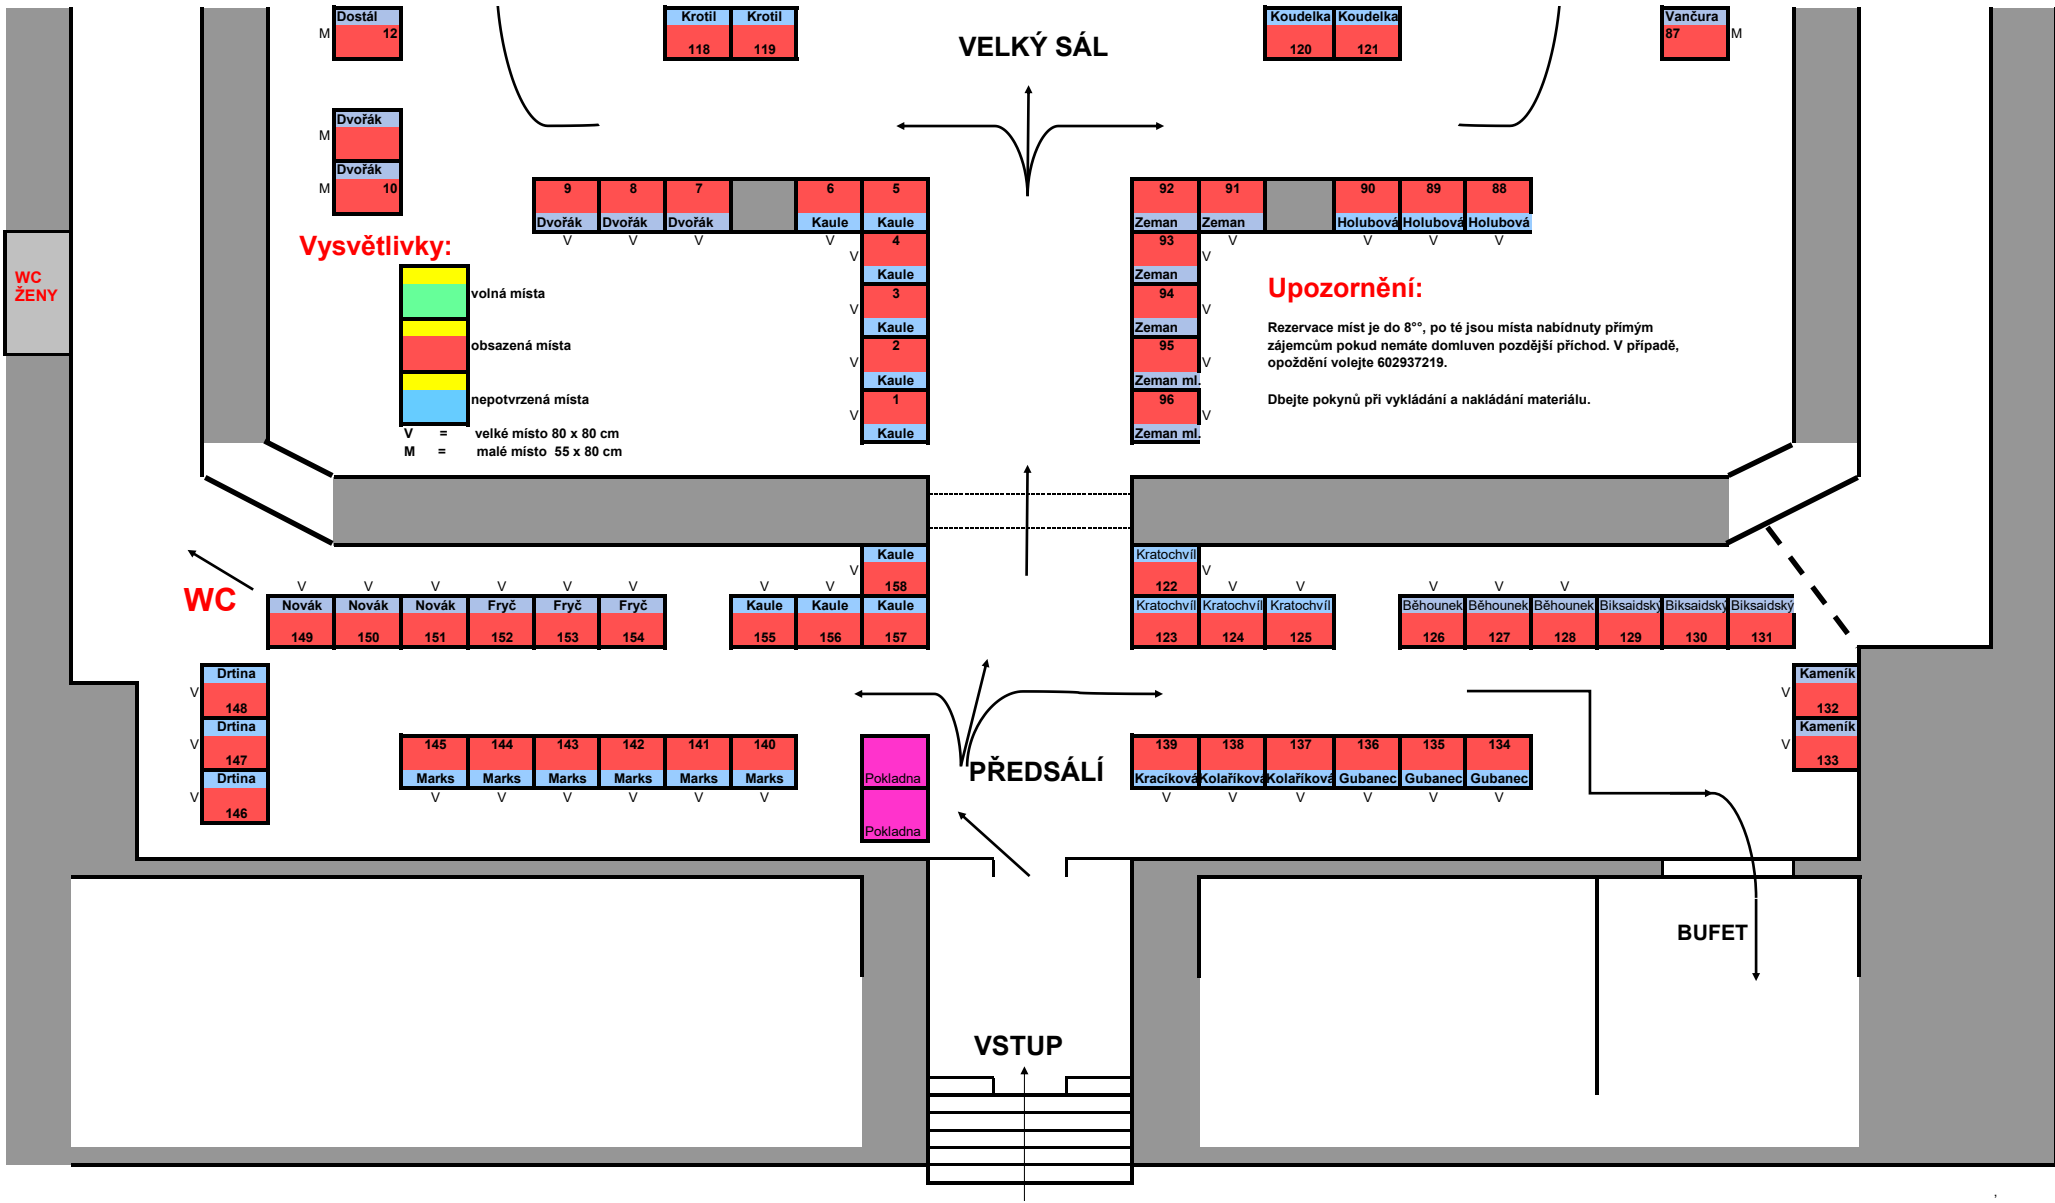 Dostál Krotil Krotil Koudelka Koudelka Vančura
M 12 118 119 VELKÝ SÁL 120 121 87 M
Dvořák
M
Dvořák
M 10
9 8 7 6 5 92 91 90 89 88
Dvořák Dvořák Dvořák Kaule Kaule Zeman Zeman Holubová Holubová Holubová
V V V V V V V V
Vysvětlivky:
4 93
V V
Kaule Zeman
WC
ŽENY
volná místa
Upozornění:
3 94
V V
Kaule Zeman
Rezervace míst je do 8°°, po té jsou místa nabídnuty přímým
zájemcům pokud nemáte domluven pozdější příchod. V případě,
opoždění volejte 602937219.
obsazená místa
2 95
V V
Kaule Zeman ml.
nepotvrzená místa
1 96
Dbejte pokynů při vykládání a nakládání materiálu.
V V
Kaule Zeman ml.
V = velké místo 80 x 80 cm
M = malé místo 55 x 80 cm
Kaule Kratochvíl
V 158 122 V
WC
V V V V V V V V V V V V V
Novák Novák Novák Fryč Fryč Fryč Kaule Kaule Kaule Kratochvíl Kratochvíl Kratochvíl Běhounek Běhounek Běhounek Biksaidský Biksaidský Biksaidský
149 150 151 152 153 154 155 156 157 123 124 125 126 127 128 129 130 131
Drtina Kameník
V 148 V 132
Drtina Kameník
V 147 V 133
Drtina
V 146
145 144 143 142 141 140 139 138 137 136 135 134
Marks Marks Marks Marks Marks Marks Pokladna PŘEDSÁLÍ Kracíková Kolaříková Kolaříková Gubanec Gubanec Gubanec
V V V V V V V V V V V V
Pokladna
BUFET
VSTUP
,